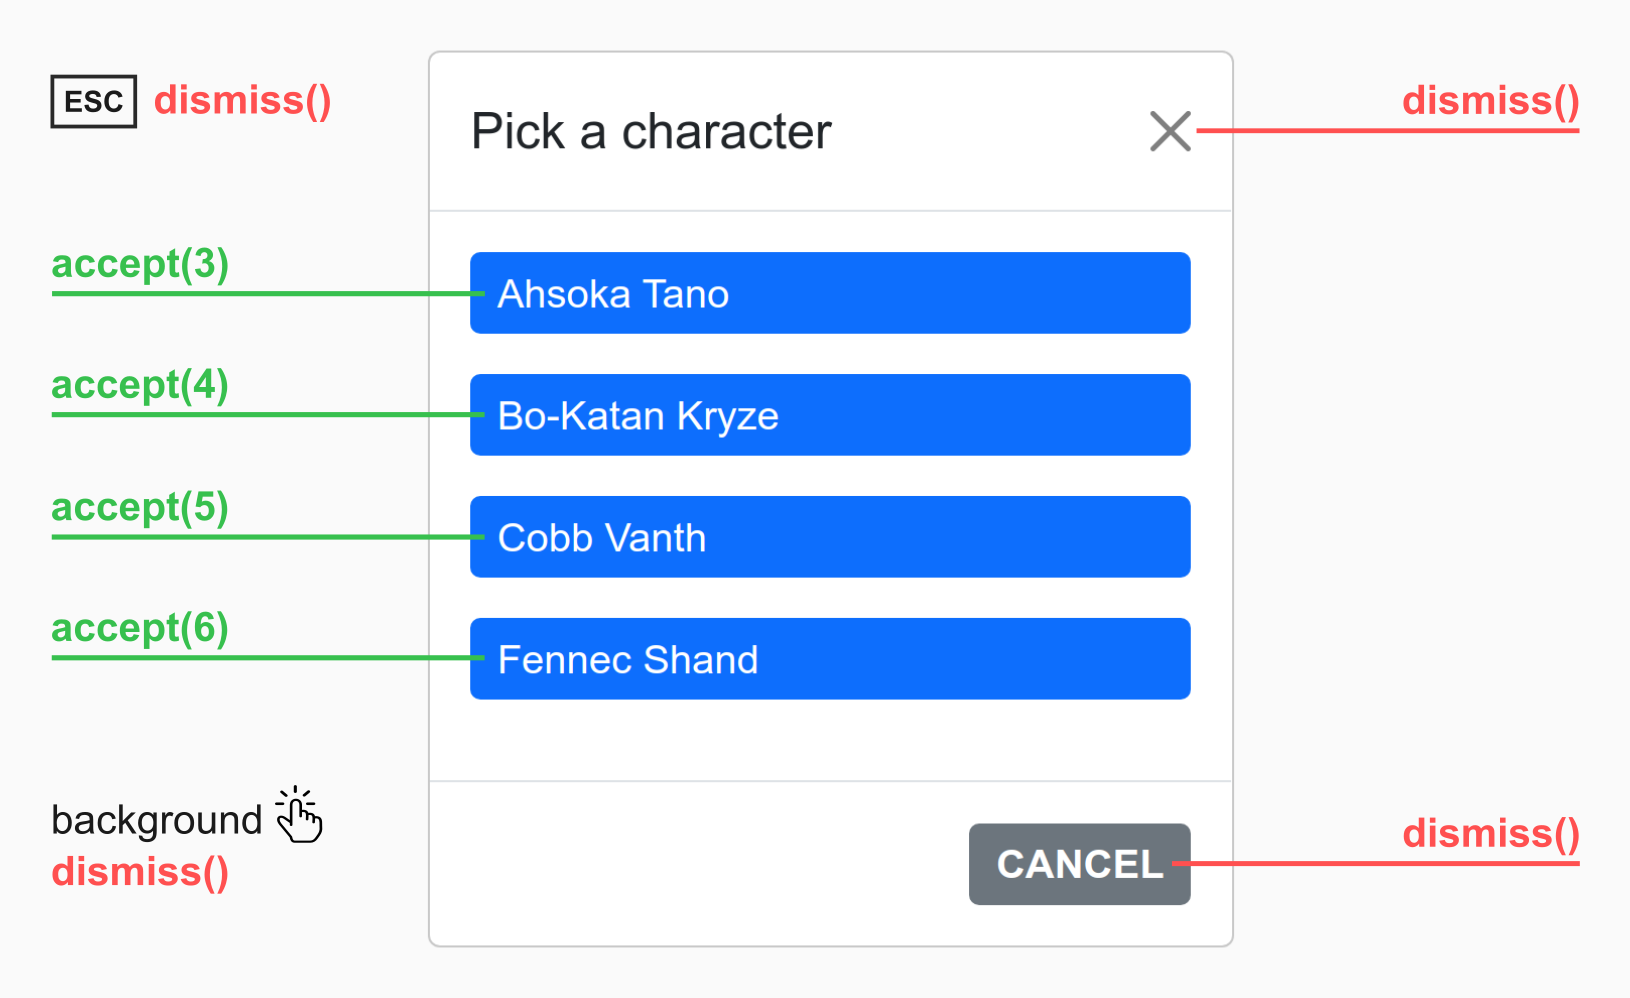 ESC dismiss()
Pick a character
dismiss()
accept(3)
Ahsoka Tano
accept(4)
Bo-Katan Kryze
accept(5)
Cobb Vanth
accept(6)
Fennec Shand
background
dismiss()
CANCEL
dismiss()